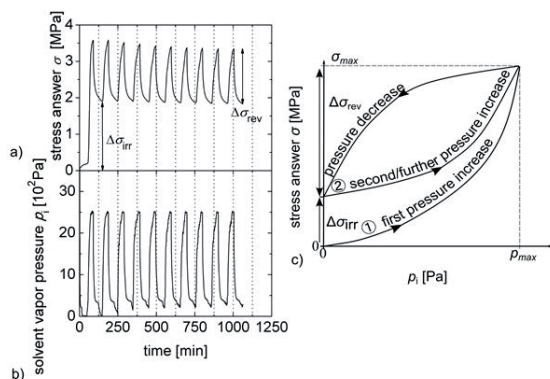 a)
stress answer σ [MPa]
4
3
2
1
0
Δσirr
Δσrev
b)
solvent vapor pressure pi [10²Pa]
30
20
10
0
0 250 500 750 1000
time [min]
c)
stress answer σ [MPa]
σmax
Δσrev
Δσirr
0
pressure decrease
② second/further pressure increase
① first pressure increase
0
pmax
pi [Pa]